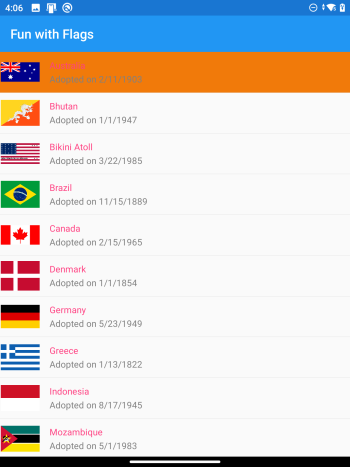 4:06
Fun with Flags
Australia
Adopted on 2/11/1903
Bhutan
Adopted on 1/1/1947
Bikini Atoll
Adopted on 3/22/1985
Brazil
Adopted on 11/15/1889
Canada
Adopted on 2/15/1965
Denmark
Adopted on 1/1/1854
Germany
Adopted on 5/23/1949
Greece
Adopted on 1/13/1822
Indonesia
Adopted on 8/17/1945
Mozambique
Adopted on 5/1/1983